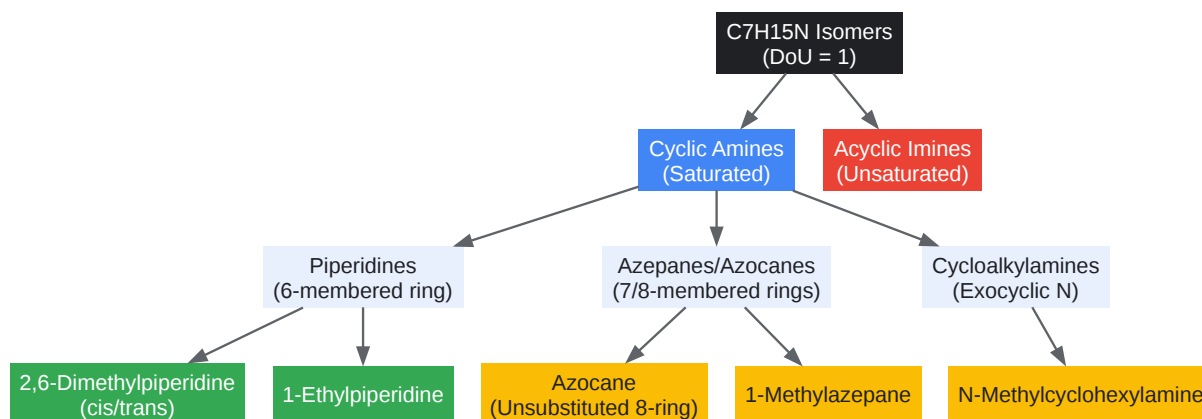 C7H15N Isomers
(DoU = 1)
Cyclic Amines
(Saturated)
Acyclic Imines
(Unsaturated)
Piperidines
(6-membered ring)
Azepanes/Azocanes
(7/8-membered rings)
Cycloalkylamines
(Exocyclic N)
2,6-Dimethylpiperidine
(cis/trans)
1-Ethylpiperidine
Azocane
(Unsubstituted 8-ring)
1-Methylazepane
N-Methylcyclohexylamine